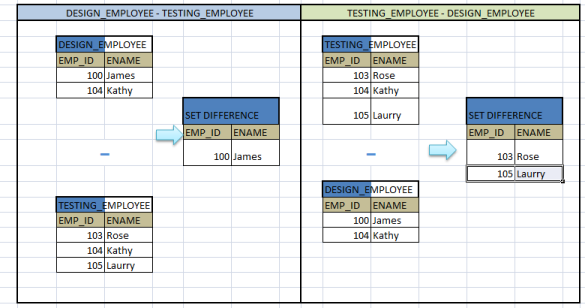 DESIGN_EMPLOYEE - TESTING_EMPLOYEE
DESIGN_EMPLOYEE
EMP_ID ENAME
100 James
104 Kathy
SET DIFFERENCE
EMP_ID ENAME
100 James
–
TESTING_EMPLOYEE
EMP_ID ENAME
103 Rose
104 Kathy
105 Laurry
TESTING_EMPLOYEE - DESIGN_EMPLOYEE
TESTING_EMPLOYEE
EMP_ID ENAME
103 Rose
104 Kathy
105 Laurry
SET DIFFERENCE
EMP_ID ENAME
103 Rose
105 Laurry
–
DESIGN_EMPLOYEE
EMP_ID ENAME
100 James
104 Kathy